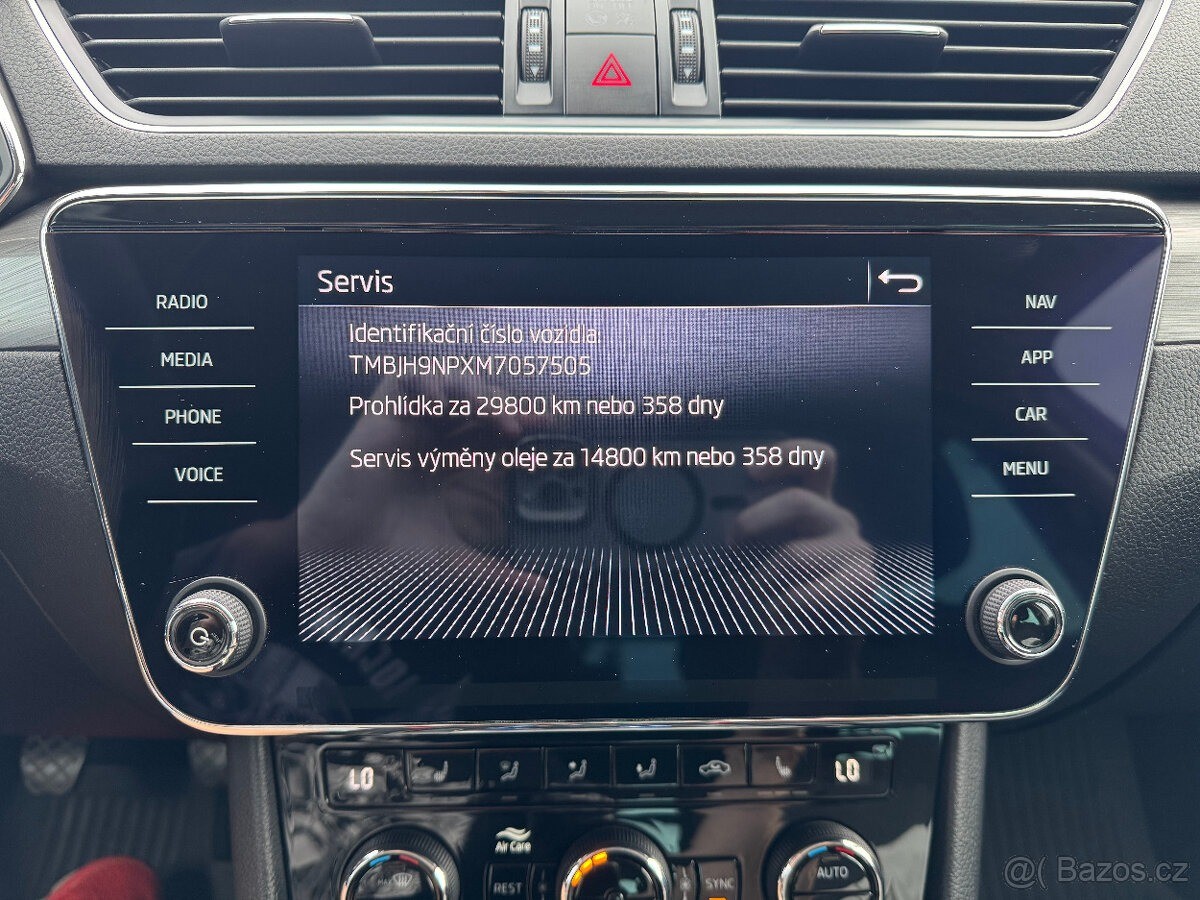 Servis
RADIO
MEDIA
PHONE
VOICE
Identifikační číslo vozidla:
TMBJH9NPXM7057505
Prohlídka za 29800 km nebo 358 dny
Servis výměny oleje za 14800 km nebo 358 dny
NAV
APP
CAR
MENU
LO
LO
Air Care
MAX
REST
SYNC
AUTO
@( Bazos.cz